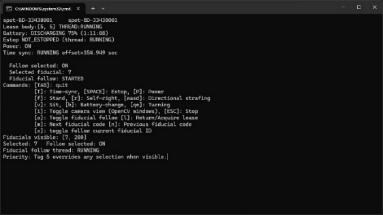 C:\WINDOWS\system32\cmd.
spot-BD-33430001 spot-BD-33430001
Lease body:[5, 5] THREAD:RUNNING
Battery: DISCHARGING 75% (1:11:08)
Estop NOT_ESTOPPED (thread: RUNNING)
Power: ON
Time sync: RUNNING offset=154.949 sec
Follow selected: ON
Selected fiducial: 7
Fiducial follow: STARTED
Commands: [TAB]: quit
[T]: Time-sync, [SPACE]: Estop, [P]: Power
[f]: Stand, [r]: Self-right, [wasd]: Directional strafing
[v]: Sit, [b]: Battery-change, [qe]: Turning
[i]: Toggle camera view (OpenCV windows), [ESC]: Stop
fiducial follow [l]: Return/Acquire lease
Next fiducial code [n]: Previous fiducial code
toggle follow current fiducial ID
Fiducials visible: [7, 200]
Selected: 7 Follow selected: ON
Fiducial follow thread: RUNNING
Priority: Tag 5 overrides any selection when visible.